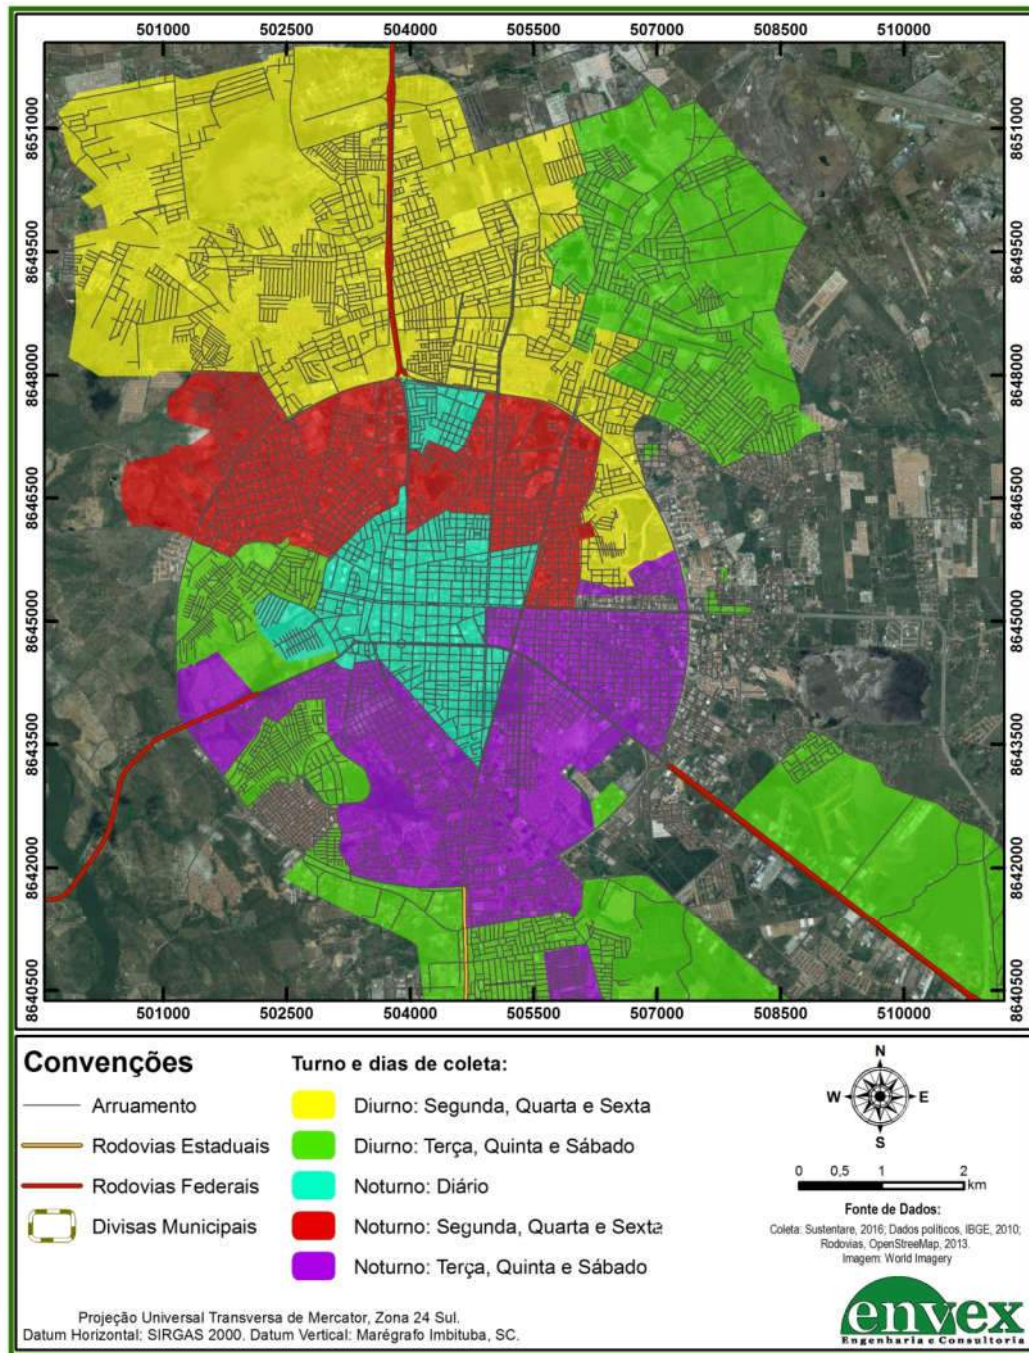 501000 502500 504000 505500 507000 508500 510000
8651000 8651000
8649500 8649500
8648000 8648000
8646500 8646500
8645000 8645000
8643500 8643500
8642000 8642000
8640500 8640500
501000 502500 504000 505500 507000 508500 510000
Convenções
Arruamento
Rodovias Estaduais
Rodovias Federais
Divisas Municipais
Turno e dias de coleta:
Diurno: Segunda, Quarta e Sexta
Diurno: Terça, Quinta e Sábado
Noturno: Diário
Noturno: Segunda, Quarta e Sexta
Noturno: Terça, Quinta e Sábado
N
W E
S
0 0,5 1 2
km
Fonte de Dados:
Coleta: Sustentare, 2016; Dados políticos, IBGE, 2010;
Rodovias, OpenStreeMap, 2013.
Imagem: World Imagery
Projeção Universal Transversa de Mercator, Zona 24 Sul.
Datum Horizontal: SIRGAS 2000. Datum Vertical: Marégrafo Imbituba, SC.
envex
Engenharia e Consultoria